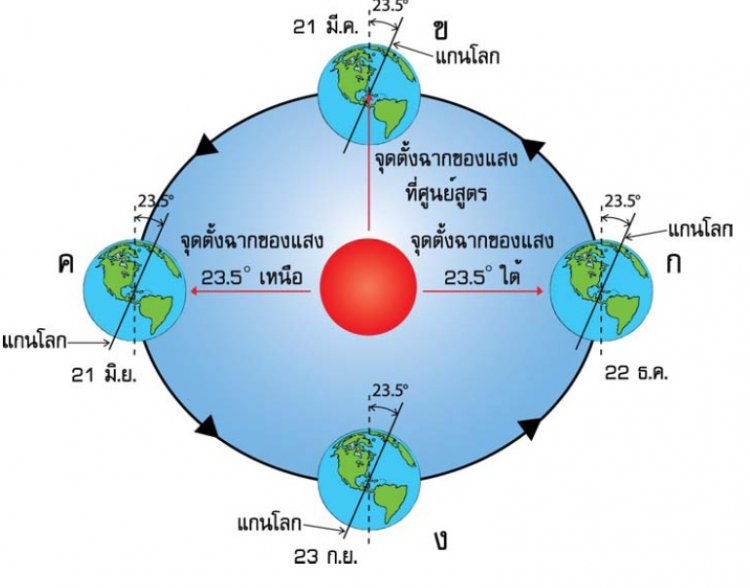 23.5°
21 มี.ค.
ข
แกนโลก
จุดตั้งฉากของแสง
ที่ศูนย์สูตร
23.5°
แกนโลก
ก
จุดตั้งฉากของแสง
23.5° ใต้
22 ธ.ค.
23.5°
ค
จุดตั้งฉากของแสง
23.5° เหนือ
แกนโลก
21 มิ.ย.
23.5°
แกนโลก
ง
23 ก.ย.